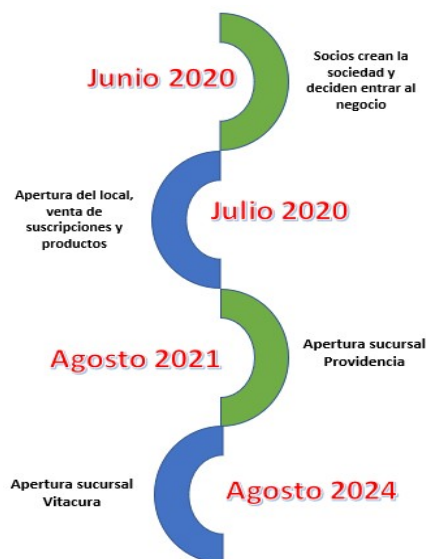 Junio 2020
Socios crean la
sociedad y
deciden entrar al
negocio
Apertura del local,
venta de
suscripciones y
productos
Julio 2020
Agosto 2021
Apertura sucursal
Providencia
Apertura sucursal
Vitacura
Agosto 2024